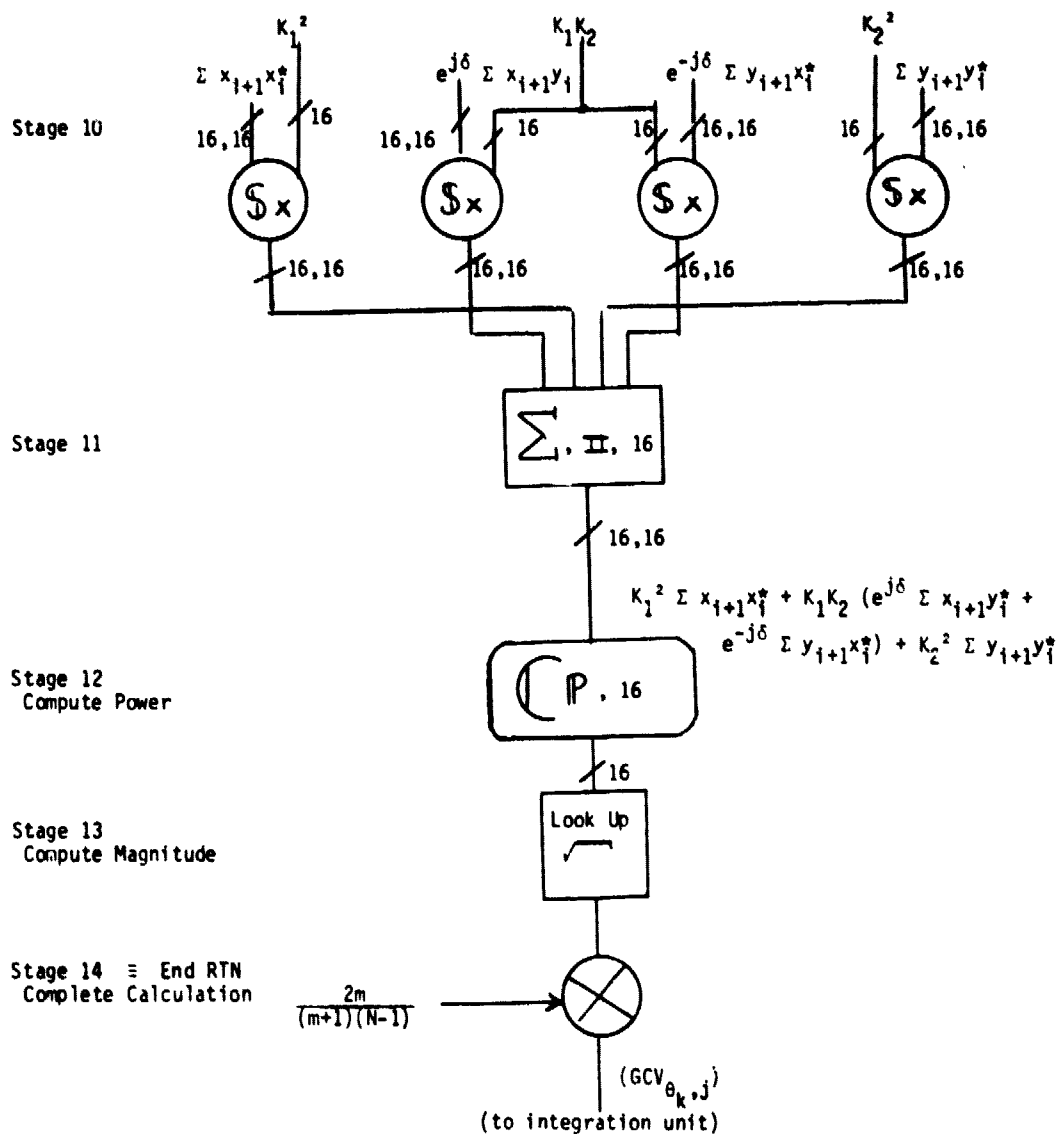 K₁² K₁K₂ K₂²
Σ xᵢ₊₁xᵢ* e^jδ Σ xᵢ₊₁yᵢ e^-jδ Σ yᵢ₊₁xᵢ* Σ yᵢ₊₁yᵢ*
Stage 10
16,16 16 16,16 16 16 16,16 16 16,16
$x $x $x $x
16,16 16,16 16,16 16,16
Stage 11
Σ, II, 16
16,16
K₁² Σ xᵢ₊₁xᵢ* + K₁K₂ (e^jδ Σ xᵢ₊₁yᵢ* +
e^-jδ Σ yᵢ₊₁xᵢ*) + K₂² Σ yᵢ₊₁yᵢ*
Stage 12
Compute Power
ℂ ℙ, 16
16
Stage 13
Compute Magnitude
Look Up
√
Stage 14 ≡ End RTN
Complete Calculation
2m
(m+1)(N-1)
(GCV_θₖ,j)
(to integration unit)